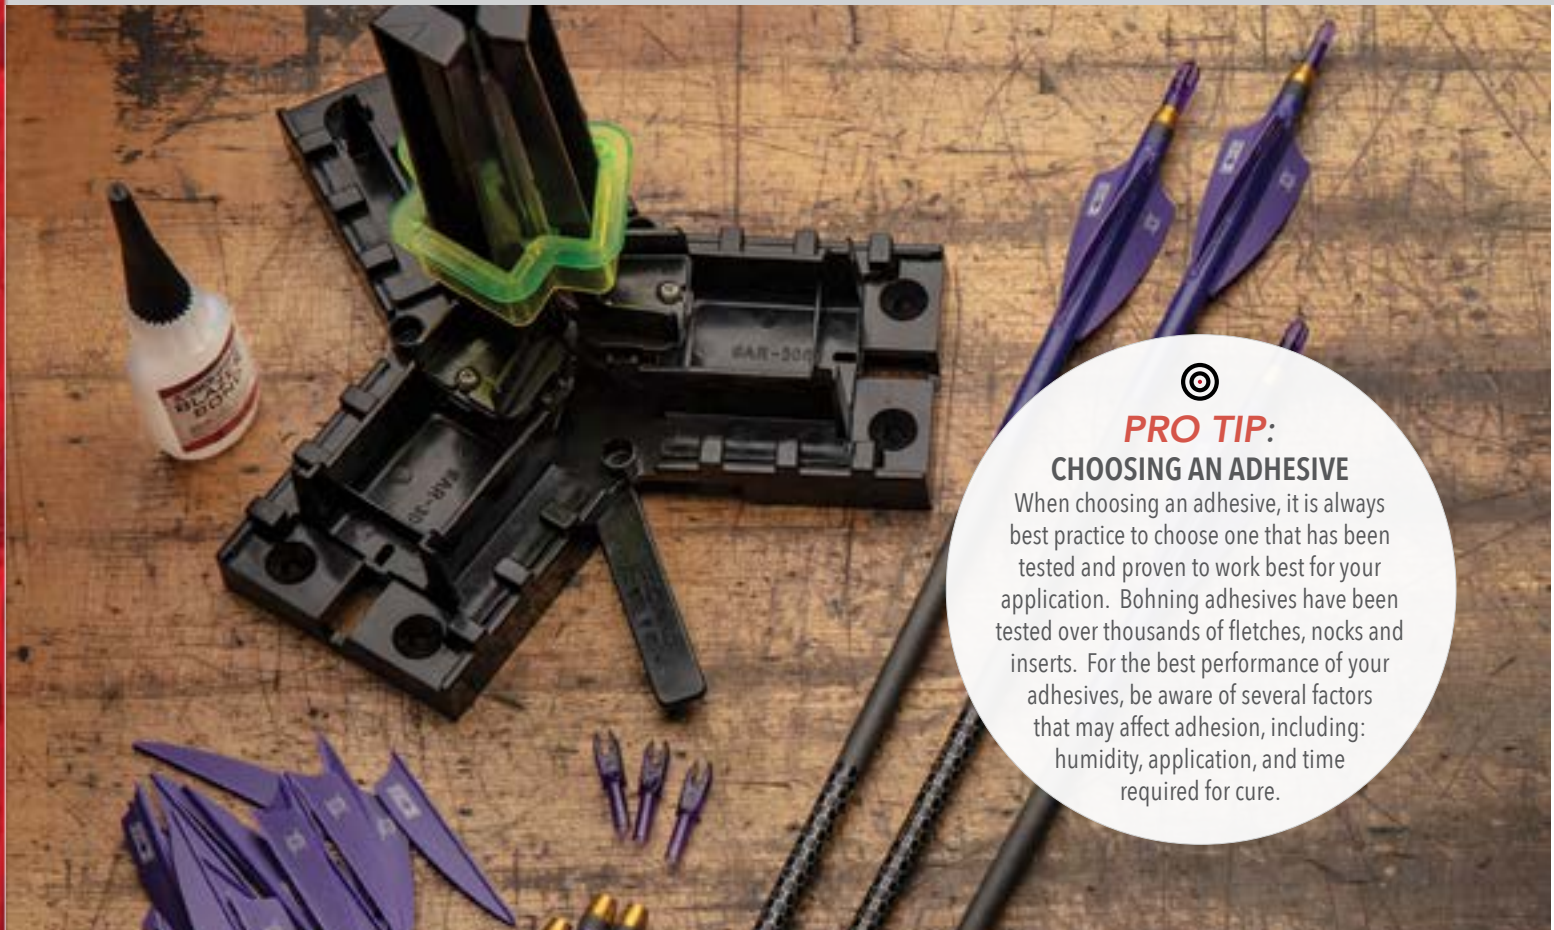 PRO TIP:
CHOOSING AN ADHESIVE
When choosing an adhesive, it is always
best practice to choose one that has been
tested and proven to work best for your
application.  Bohning adhesives have been
tested over thousands of fletches, nocks and
inserts.  For the best performance of your
adhesives, be aware of several factors
that may affect adhesion, including:
humidity, application, and time
required for cure.
BOND